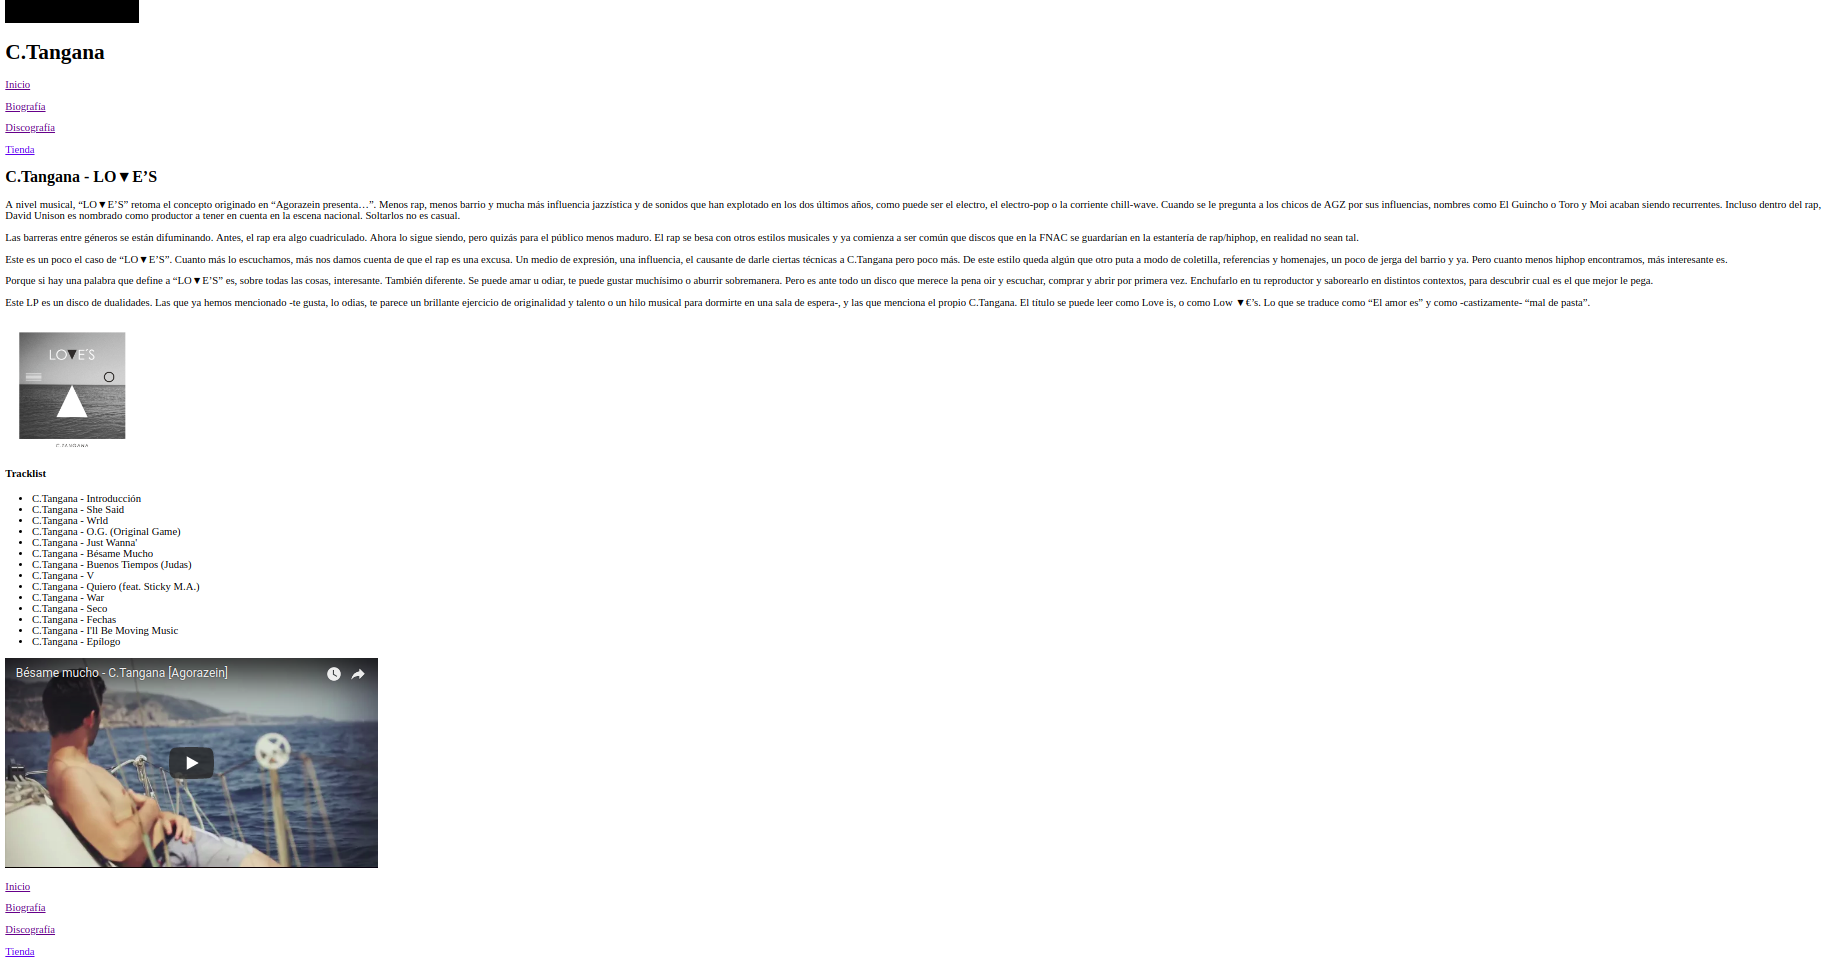 C.Tangana
Inicio
Biografía
Discografía
Tienda
C.Tangana - LO▼E’S
A nivel musical, “LO▼E’S” retoma el concepto originado en “Agorazein presenta…”. Menos rap, menos barrio y mucha más influencia jazzística y de sonidos que han explotado en los dos últimos años, como puede ser el electro, el electro-pop o la corriente chill-wave. Cuando se le pregunta a los chicos de AGZ por sus influencias, nombres como El Guincho o Toro y Moi acaban siendo recurrentes. Incluso dentro del rap,
David Unison es nombrado como productor a tener en cuenta en la escena nacional. Soltarlos no es casual.
Las barreras entre géneros se están difuminando. Antes, el rap era algo cuadriculado. Ahora lo sigue siendo, pero quizás para el público menos maduro. El rap se besa con otros estilos musicales y ya comienza a ser común que discos que en la FNAC se guardarían en la estantería de rap/hiphop, en realidad no sean tal.
Este es un poco el caso de “LO▼E’S”. Cuanto más lo escuchamos, más nos damos cuenta de que el rap es una excusa. Un medio de expresión, una influencia, el causante de darle ciertas técnicas a C.Tangana pero poco más. De este estilo queda algún que otro puta a modo de coletilla, referencias y homenajes, un poco de jerga del barrio y ya. Pero cuanto menos hiphop encontramos, más interesante es.
Porque si hay una palabra que define a “LO▼E’S” es, sobre todas las cosas, interesante. También diferente. Se puede amar u odiar, te puede gustar muchísimo o aburrir sobremanera. Pero es ante todo un disco que merece la pena oir y escuchar, comprar y abrir por primera vez. Enchufarlo en tu reproductor y saborearlo en distintos contextos, para descubrir cual es el que mejor le pega.
Este LP es un disco de dualidades. Las que ya hemos mencionado -te gusta, lo odias, te parece un brillante ejercicio de originalidad y talento o un hilo musical para dormirte en una sala de espera-, y las que menciona el propio C.Tangana. El título se puede leer como Love is, o como Low ▼€’s. Lo que se traduce como “El amor es” y como -castizamente- “mal de pasta”.
LO▼E'S
C.TANGANA
Tracklist
• C.Tangana - Introducción
• C.Tangana - She Said
• C.Tangana - Wrld
• C.Tangana - O.G. (Original Game)
• C.Tangana - Just Wanna'
• C.Tangana - Bésame Mucho
• C.Tangana - Buenos Tiempos (Judas)
• C.Tangana - V
• C.Tangana - Quiero (feat. Sticky M.A.)
• C.Tangana - War
• C.Tangana - Seco
• C.Tangana - Fechas
• C.Tangana - I'll Be Moving Music
• C.Tangana - Epílogo
Bésame mucho - C.Tangana [Agorazein]
Inicio
Biografía
Discografía
Tienda